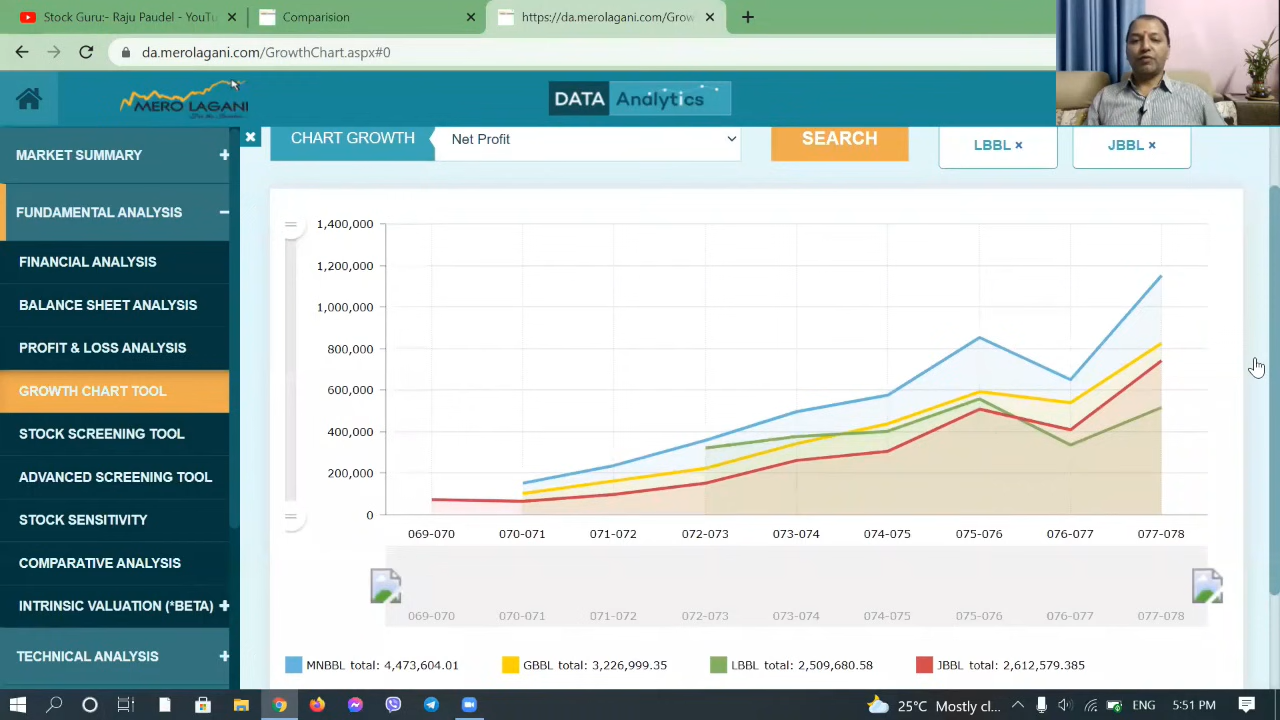 Stock Guru:- Raju Paudel - YouTu
Comparision
https://da.merolagani.com/Grow
da.merolagani.com/GrowthChart.aspx#0
MERO LAGANI
DATA Analytics
MARKET SUMMARY
FUNDAMENTAL ANALYSIS
FINANCIAL ANALYSIS
BALANCE SHEET ANALYSIS
PROFIT & LOSS ANALYSIS
GROWTH CHART TOOL
STOCK SCREENING TOOL
ADVANCED SCREENING TOOL
STOCK SENSITIVITY
COMPARATIVE ANALYSIS
INTRINSIC VALUATION (*BETA)
TECHNICAL ANALYSIS
CHART GROWTH
Net Profit
SEARCH
LBBL ×
JBBL ×
1,400,000
1,200,000
1,000,000
800,000
600,000
400,000
200,000
0
069-070 070-071 071-072 072-073 073-074 074-075 075-076 076-077 077-078
069-070 070-071 071-072 072-073 073-074 074-075 075-076 076-077 077-078
MNBBL total: 4,473,604.01 GBBL total: 3,226,999.35 LBBL total: 2,509,680.58 JBBL total: 2,612,579.385
25°C Mostly cl... ENG 5:51 PM